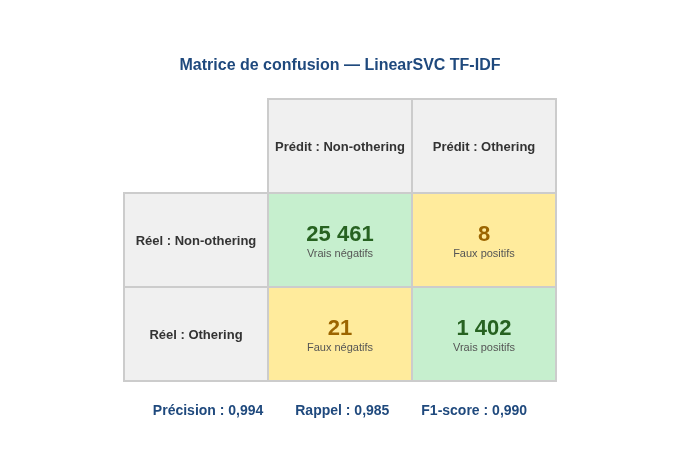 Matrice de confusion — LinearSVC TF-IDF
Prédit : Non-othering
Prédit : Othering
Réel : Non-othering
25 461
Vrais négatifs
8
Faux positifs
Réel : Othering
21
Faux négatifs
1 402
Vrais positifs
Précision : 0,994
Rappel : 0,985
F1-score : 0,990